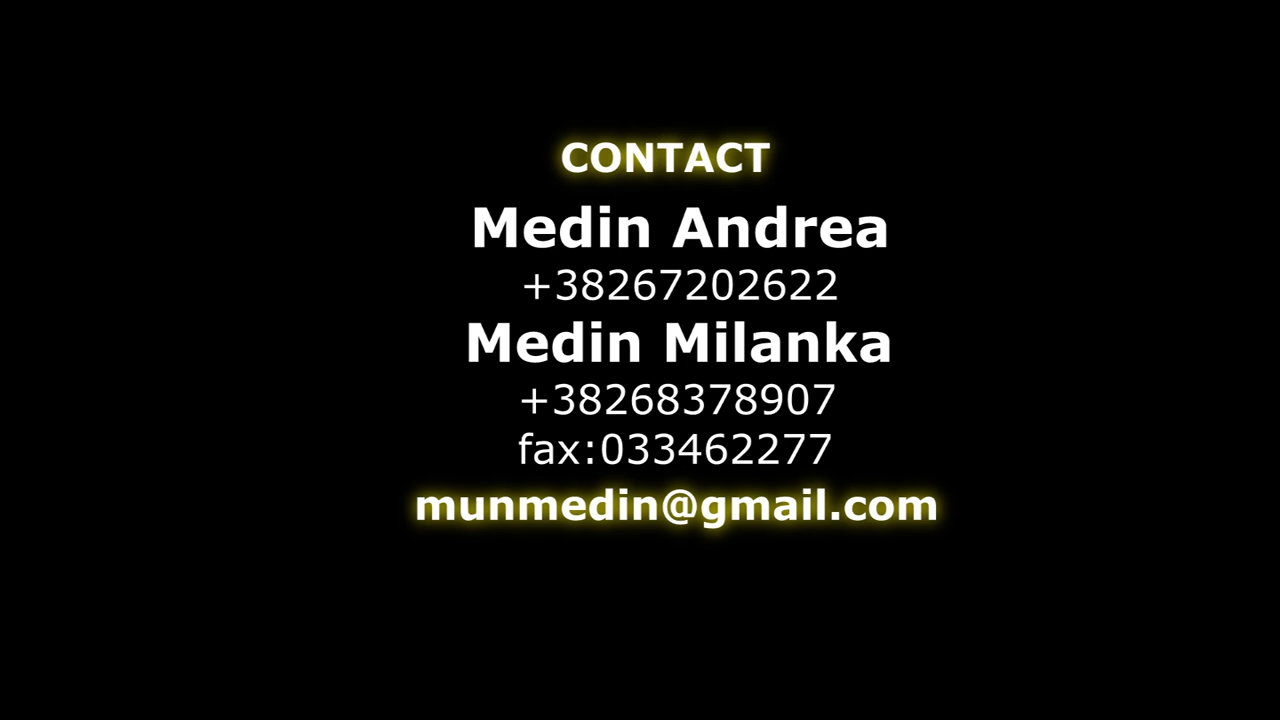 CONTACT
Medin Andrea
+38267202622
Medin Milanka
+38268378907
fax:033462277
munmedin@gmail.com